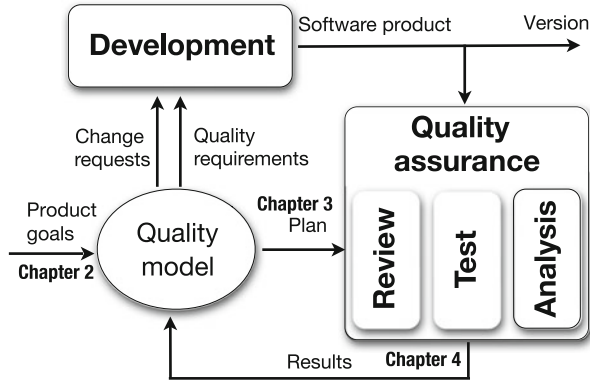 Software product
Version
Development
Change
requests
Quality
requirements
Quality
assurance
Product
goals
Chapter 2
Quality
model
Chapter 3
Plan
Review
Test
Analysis
Results
Chapter 4